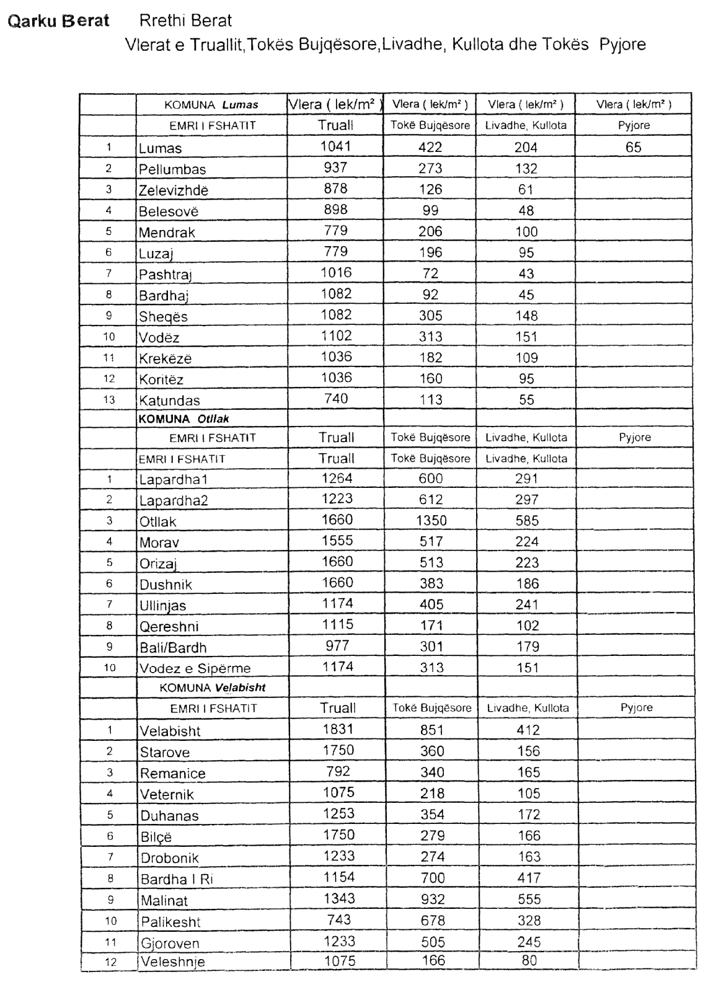 Qarku Berat Rrethi Berat
Vlerat e Truallit,Tokës Bujqësore,Livadhe, Kullota dhe Tokës Pyjore
KOMUNA Lumas Vlera ( lek/m² ) Vlera ( lek/m² ) Vlera ( lek/m² ) Vlera ( lek/m² )
EMRI I FSHATIT Truall Tokë Bujqësore Livadhe, Kullota Pyjore
1 Lumas 1041 422 204 65
2 Pellumbas 937 273 132
3 Zelevizhdë 878 126 61
4 Belesovë 898 99 48
5 Mendrak 779 206 100
6 Luzaj 779 196 95
7 Pashtraj 1016 72 43
8 Bardhaj 1082 92 45
9 Sheqës 1082 305 148
10 Vodëz 1102 313 151
11 Krekëzë 1036 182 109
12 Koritëz 1036 160 95
13 Katundas 740 113 55
KOMUNA Otllak
EMRI I FSHATIT Truall Tokë Bujqësore Livadhe, Kullota Pyjore
EMRI I FSHATIT Truall Tokë Bujqësore Livadhe, Kullota
1 Lapardha1 1264 600 291
2 Lapardha2 1223 612 297
3 Otllak 1660 1350 585
4 Morav 1555 517 224
5 Orizaj 1660 513 223
6 Dushnik 1660 383 186
7 Ullinjas 1174 405 241
8 Qereshni 1115 171 102
9 Bali/Bardh 977 301 179
10 Vodez e Sipërme 1174 313 151
KOMUNA Velabisht
EMRI I FSHATIT Truall Tokë Bujqësore Livadhe, Kullota Pyjore
1 Velabisht 1831 851 412
2 Starove 1750 360 156
3 Remanice 792 340 165
4 Veternik 1075 218 105
5 Duhanas 1253 354 172
6 Bilçë 1750 279 166
7 Drobonik 1233 274 163
8 Bardha I Ri 1154 700 417
9 Malinat 1343 932 555
10 Palikesht 743 678 328
11 Gjoroven 1233 505 245
12 Veleshnje 1075 166 80